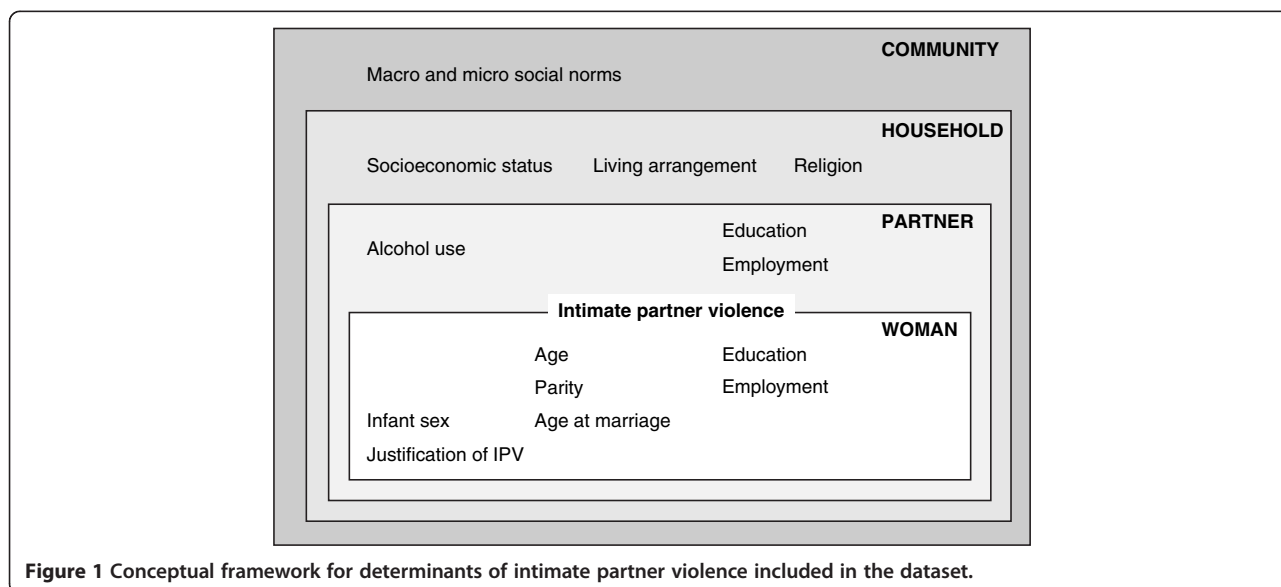 COMMUNITY
Macro and micro social norms
HOUSEHOLD
Socioeconomic status Living arrangement Religion
PARTNER
Alcohol use Education
Employment
Intimate partner violence
WOMAN
Age Education
Parity Employment
Infant sex Age at marriage
Justification of IPV
Figure 1 Conceptual framework for determinants of intimate partner violence included in the dataset.